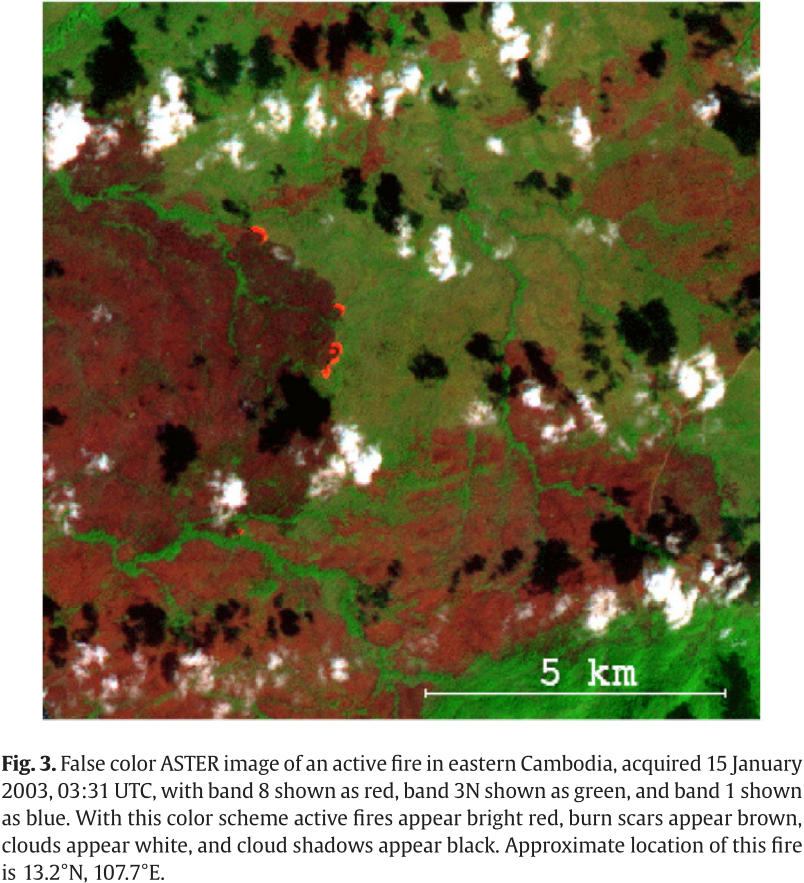 5 km
Fig. 3. False color ASTER image of an active fire in eastern Cambodia, acquired 15 January
2003, 03:31 UTC, with band 8 shown as red, band 3N shown as green, and band 1 shown
as blue. With this color scheme active fires appear bright red, burn scars appear brown,
clouds appear white, and cloud shadows appear black. Approximate location of this fire
is 13.2°N, 107.7°E.